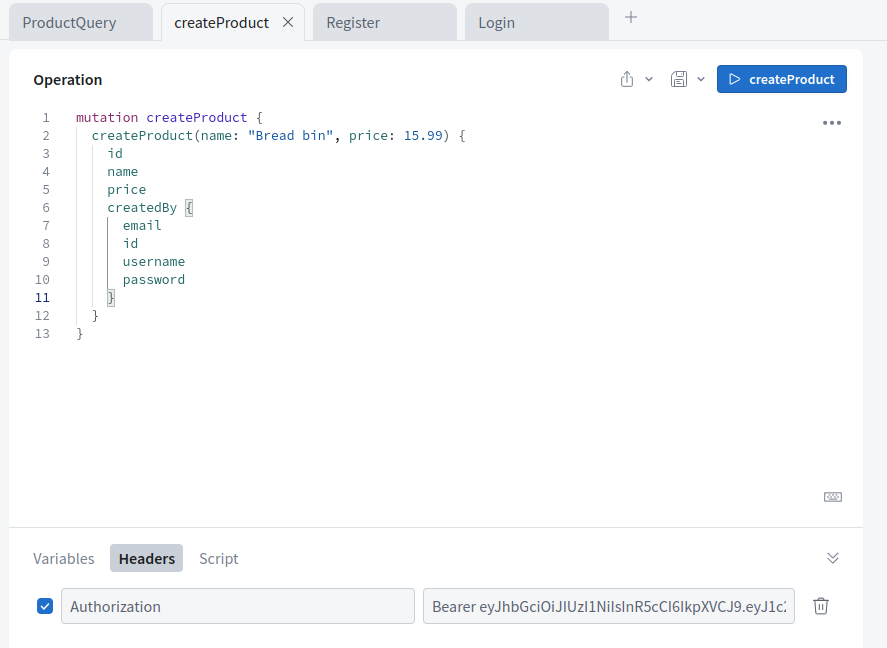 ProductQuery
createProduct
Register
Login
Operation
createProduct
1 mutation createProduct {
2 createProduct(name: "Bread bin", price: 15.99) {
3 id
4 name
5 price
6 createdBy {
7 email
8 id
9 username
10 password
11 }
12 }
13 }
Variables
Headers
Script
Authorization
Bearer eyJhbGciOiJIUzI1NiIsInR5cCI6IkpXVCJ9.eyJ1c2